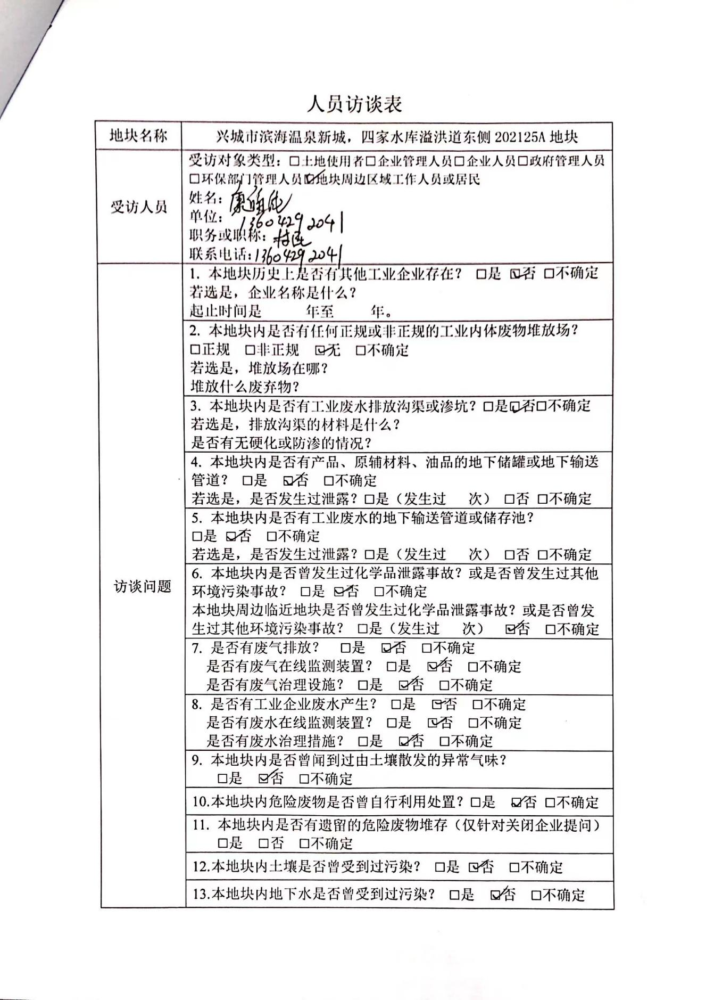 人员访谈表
地块名称 兴城市滨海温泉新城，四家水库溢洪道东侧 202125A 地块
受访人员
受访对象类型：□土地使用者□企业管理人员□企业人员□政府管理人员
□环保部门管理人员☑地块周边区域工作人员或居民
姓名：康
单位：13604292041
职务或职称：村民
联系电话：13604292041
访谈问题
1. 本地块历史上是否有其他工业企业存在？ □是 ☑否 □不确定
若选是，企业名称是什么？
起止时间是 年至 年。
2. 本地块内是否有任何正规或非正规的工业内体废物堆放场？
□正规 □非正规 ☑无 □不确定
若选是，堆放场在哪？
堆放什么废弃物？
3. 本地块内是否有工业废水排放沟渠或渗坑？□是☑否□不确定
若选是，排放沟渠的材料是什么？
是否有无硬化或防渗的情况？
4. 本地块内是否有产品、原辅材料、油品的地下储罐或地下输送
管道？ □是 ☑否 □不确定
若选是，是否发生过泄露？□是（发生过 次） □否 □不确定
5. 本地块内是否有工业废水的地下输送管道或储存池？
□是 ☑否 □不确定
若选是，是否发生过泄露？□是（发生过 次） □否 □不确定
6. 本地块内是否曾发生过化学品泄露事故？或是否曾发生过其他
环境污染事故？ □是 ☑否 □不确定
本地块周边临近地块是否曾发生过化学品泄露事故？或是否曾发
生过其他环境污染事故？ □是（发生过 次） ☑否 □不确定
7. 是否有废气排放？ □是 ☑否 □不确定
是否有废气在线监测装置？ □是 ☑否 □不确定
是否有废气治理设施？ □是 ☑否 □不确定
8. 是否有工业企业废水产生？ □是 ☑否 □不确定
是否有废水在线监测装置？ □是 ☑否 □不确定
是否有废水治理措施？ □是 ☑否 □不确定
9. 本地块内是否曾闻到过由土壤散发的异常气味？
□是 ☑否 □不确定
10.本地块内危险废物是否曾自行利用处置？□是 ☑否 □不确定
11. 本地块内是否有遗留的危险废物堆存（仅针对关闭企业提问）
□是 □否 □不确定
12.本地块内土壤是否曾受到过污染？ □是 ☑否 □不确定
13.本地块内地下水是否曾受到过污染？ □是 ☑否 □不确定